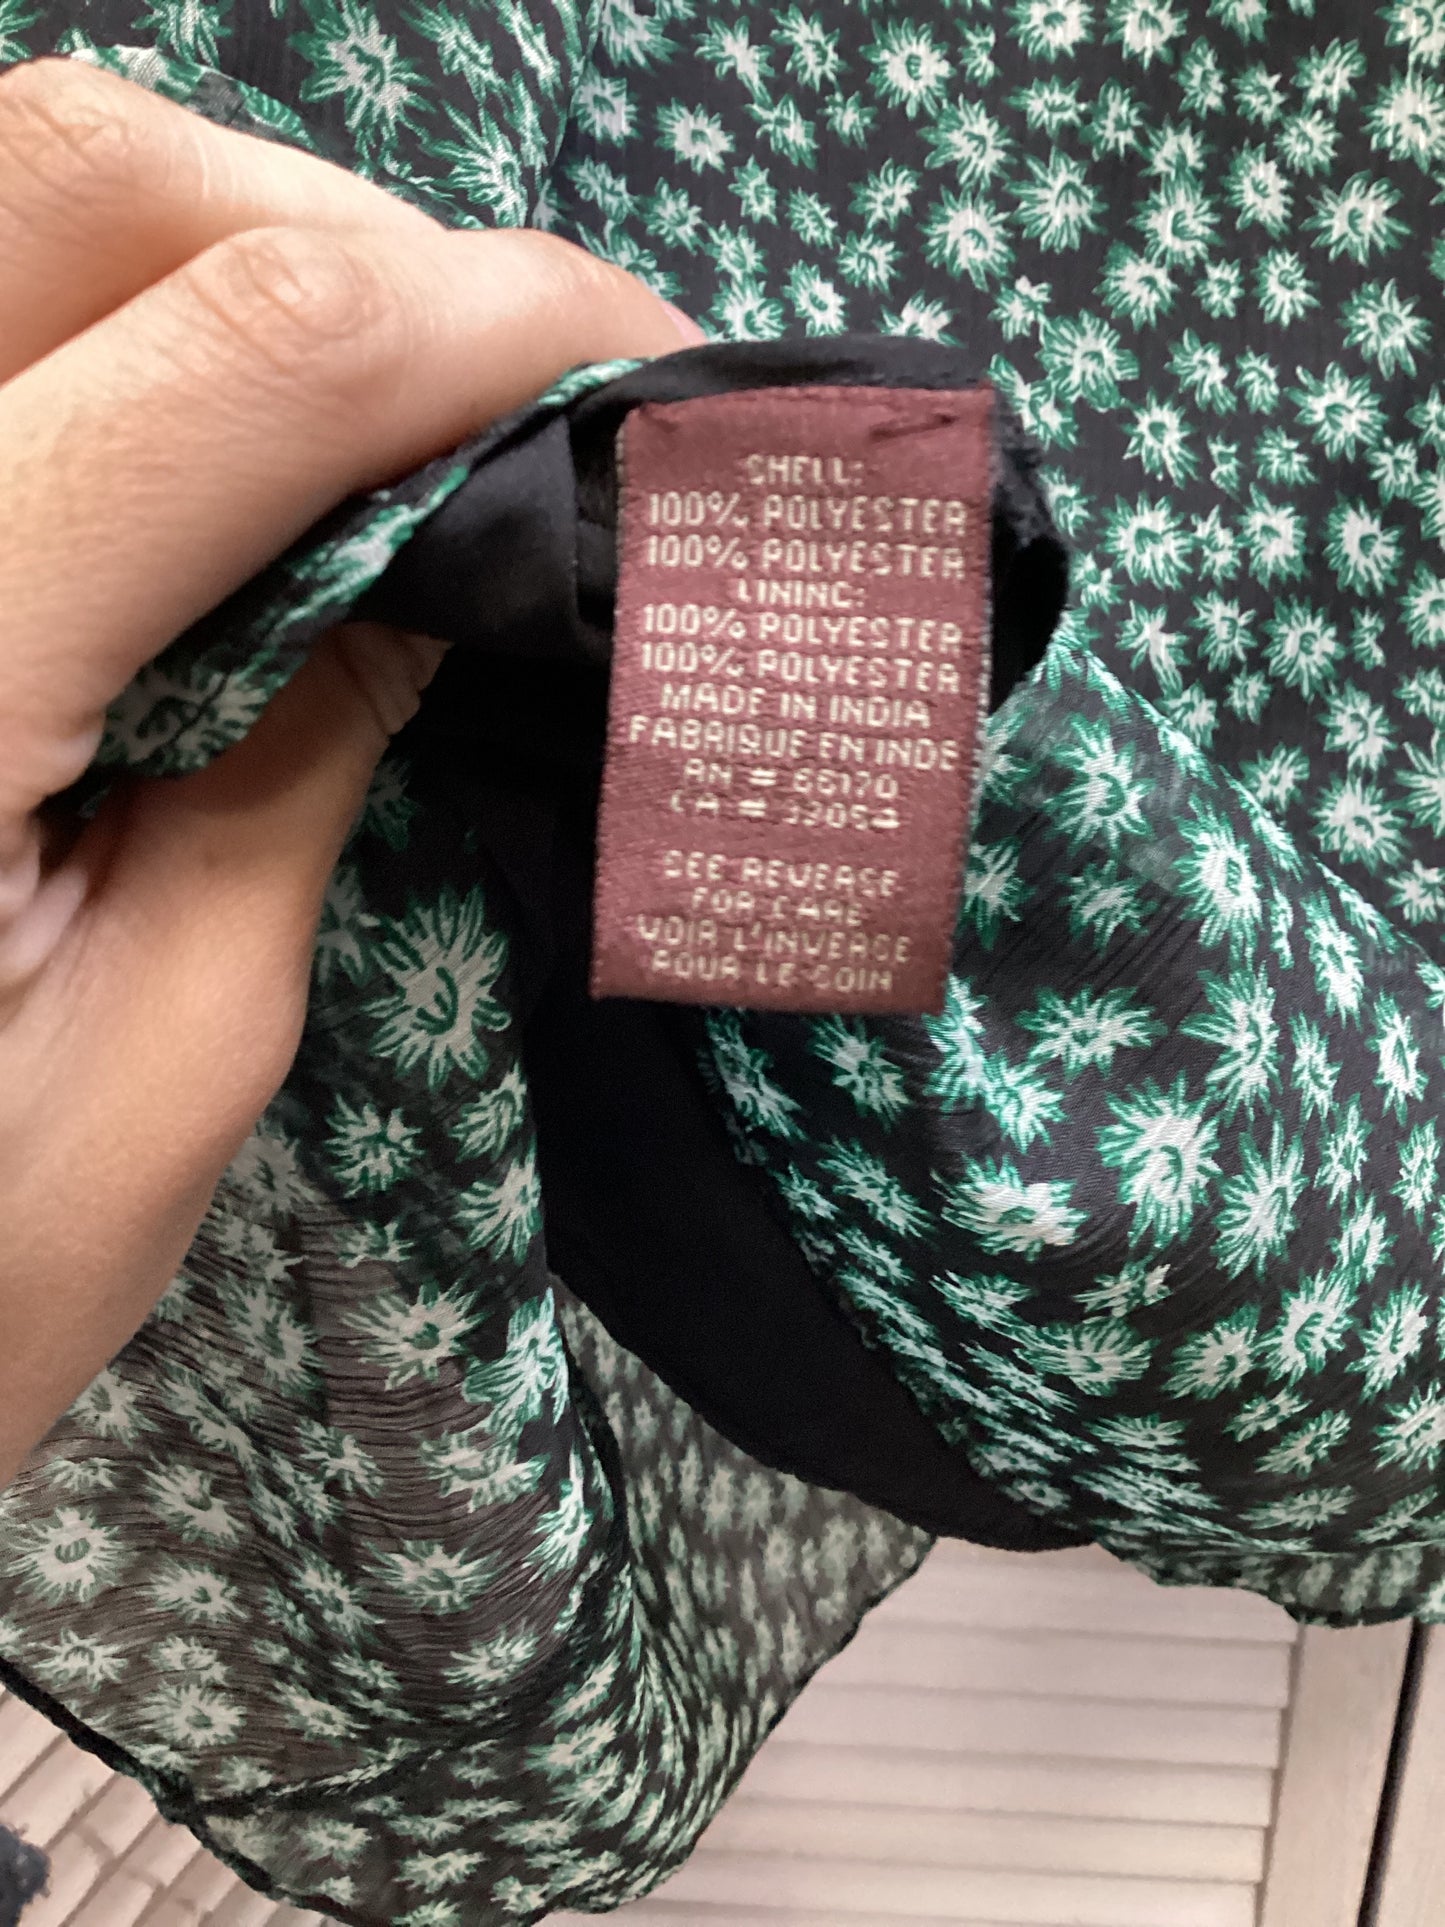 SHELL:
100% POLYESTER
100% POLYESTER
LINING:
100% POLYESTER
100% POLYESTER
MADE IN INDIA
FABRIQUE EN INDE
RN = 66170
CA =
SEE REVERSE
FOR CARE
VOIR L'INVERSE
POUR LE SOIN